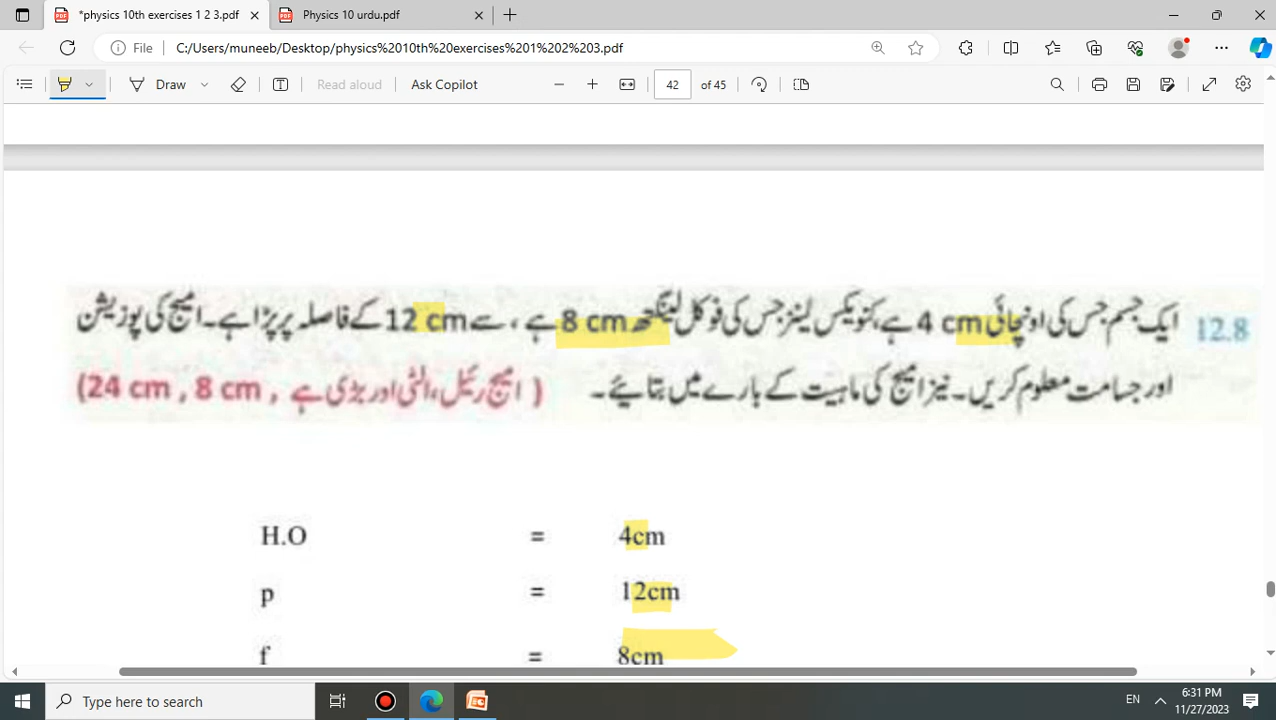 *physics 10th exercises 1 2 3.pdf
Physics 10 urdu.pdf
File
C:/Users/muneeb/Desktop/physics%2010th%20exercises%201%202%203.pdf
Draw
Read aloud
Ask Copilot
42
of 45
12.8 ایک جسم جس کی اونچائی 4 cm ہے، کنویکس لینز جس کی فوکل لینگتھ 8 cm ہے ، سے 12 cm کے فاصلہ پر پڑا ہے۔ امیج کی پوزیشن
اور جسامت معلوم کریں۔ نیز امیج کی ماہیت کے بارے میں بتائیے۔ (24 cm , 8 cm , امیج رئیل، الٹی اور بڑی ہے )
H.O = 4cm
p = 12cm
f = 8cm
Type here to search
EN
6:31 PM
11/27/2023